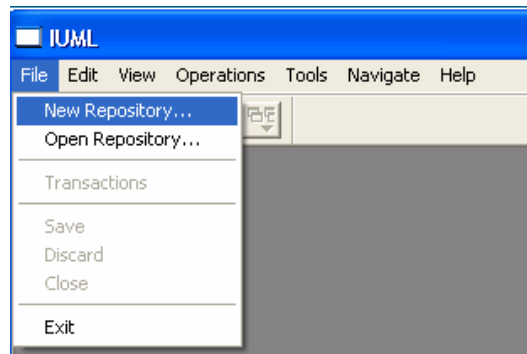 IUML
File Edit View Operations Tools Navigate Help
New Repository...
Open Repository...
Transactions
Save
Discard
Close
Exit